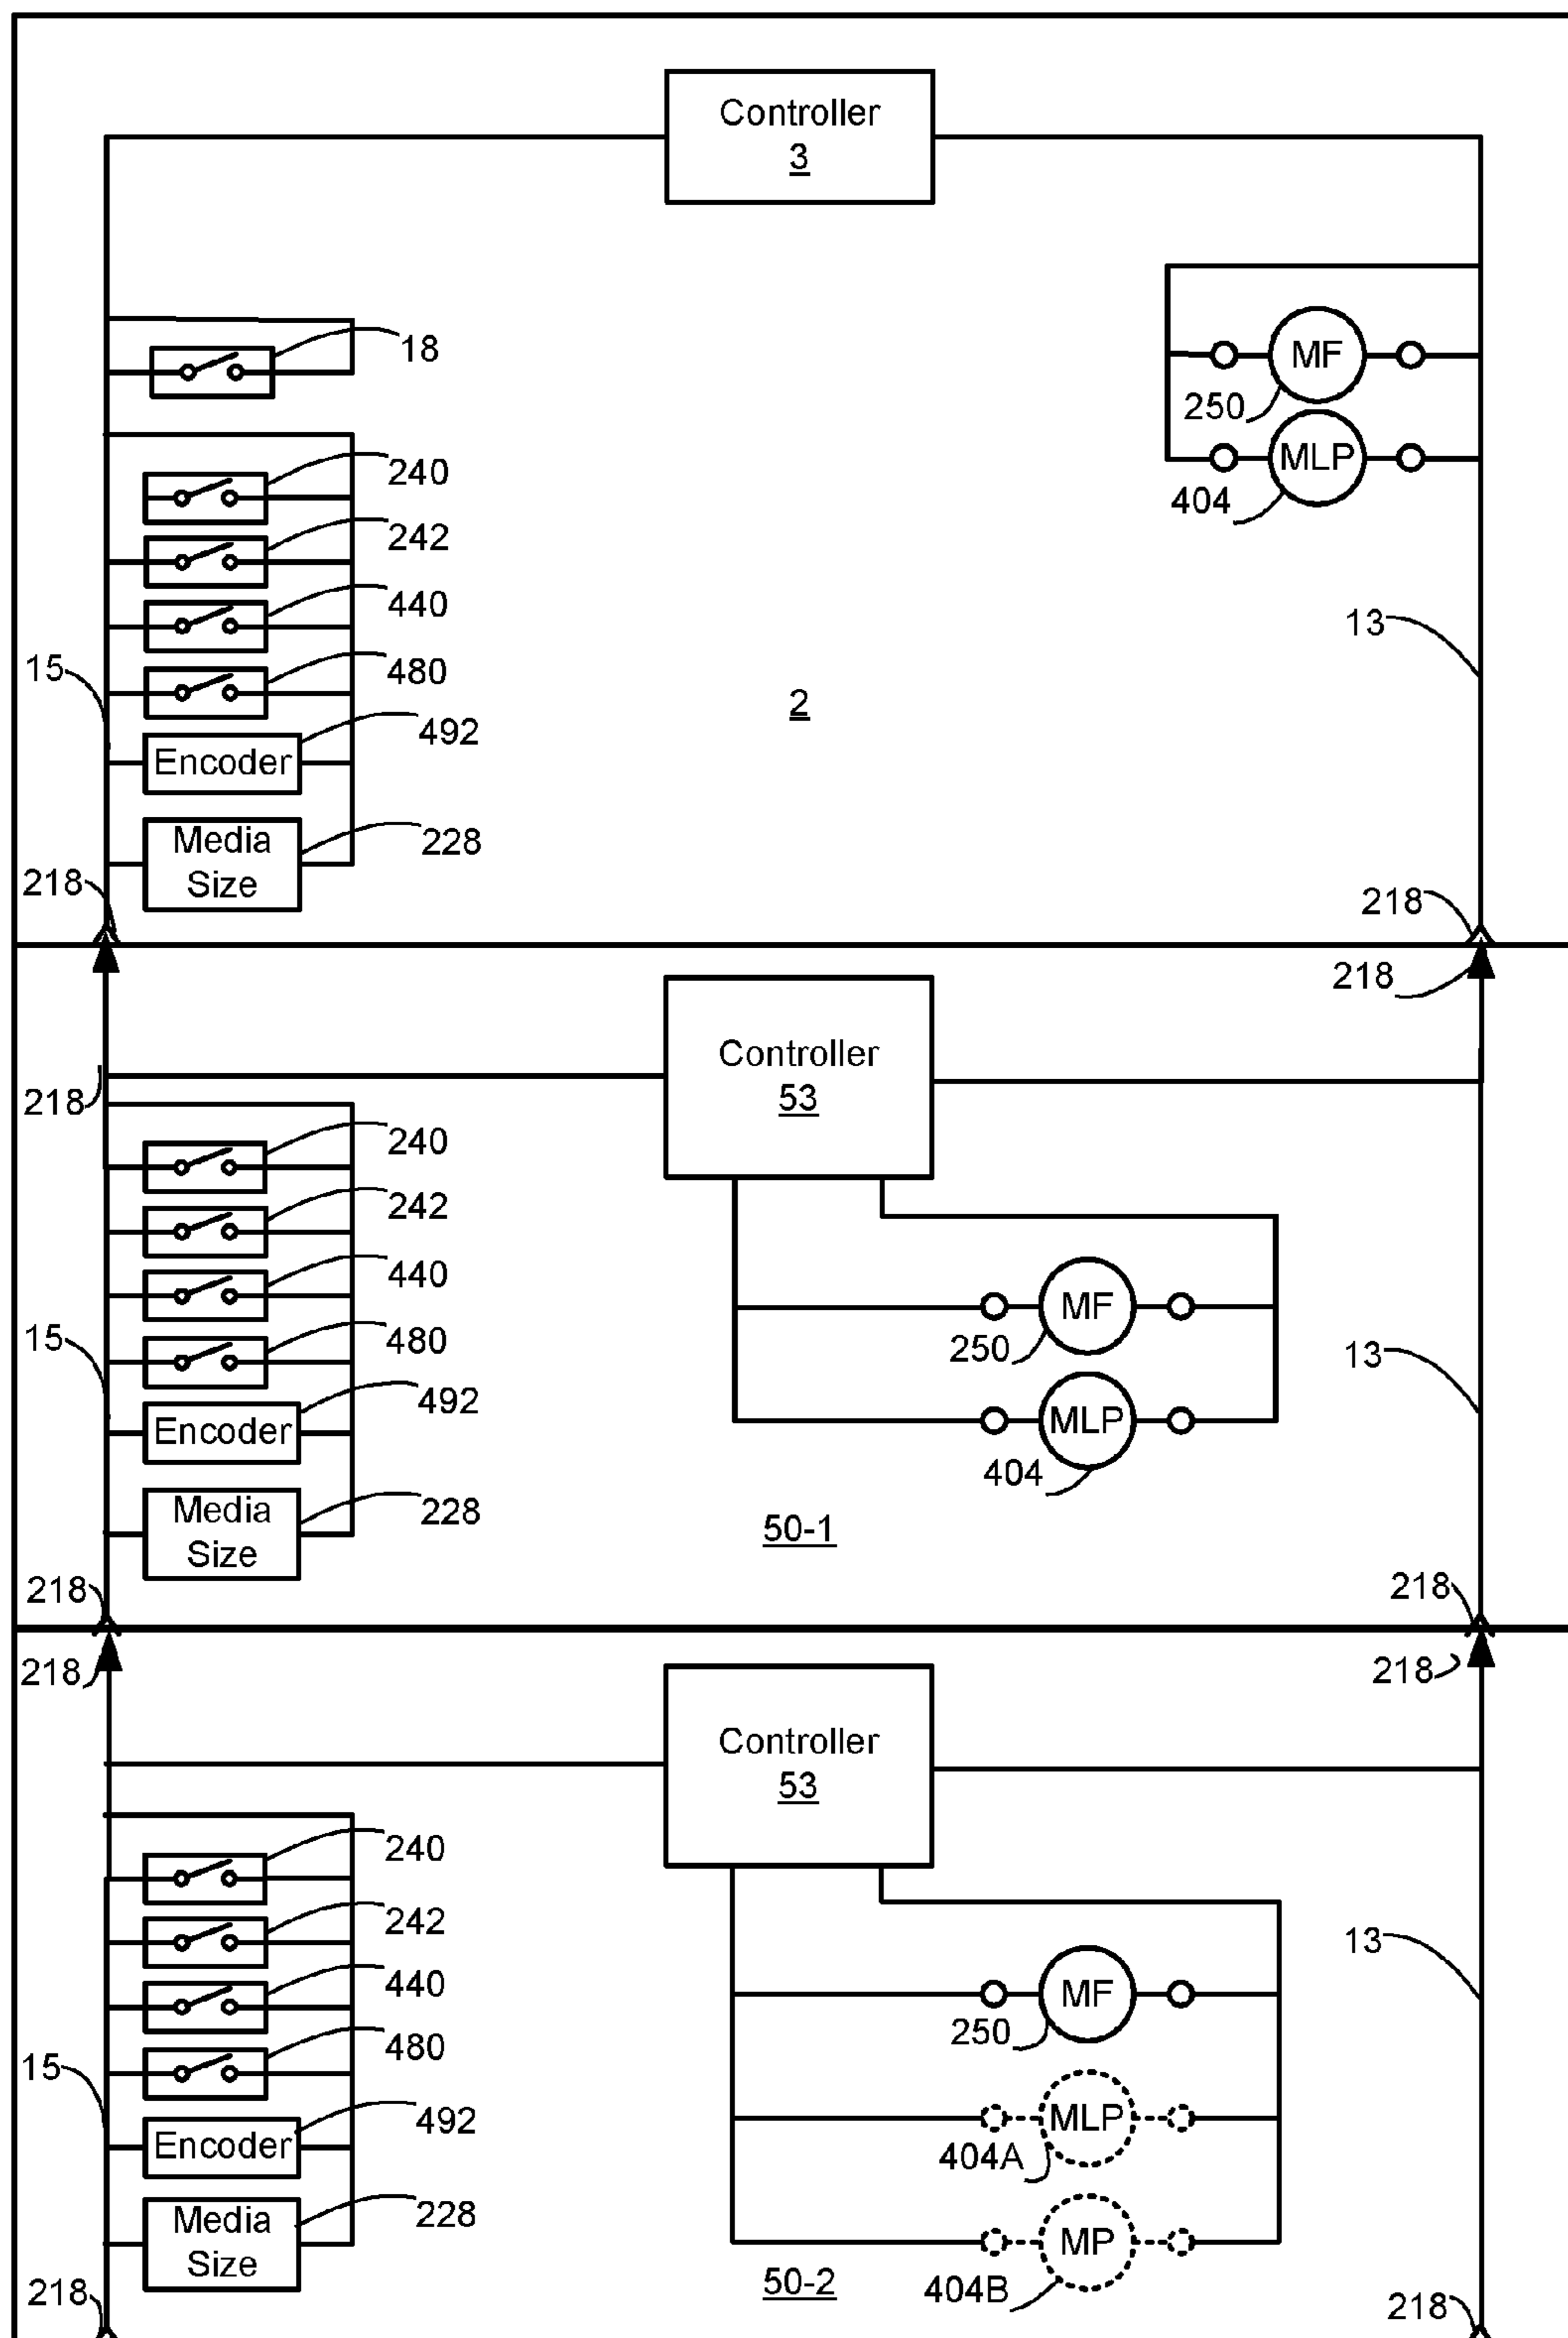 Controller
3
18
MF
250
MLP
404
240
242
440
480
15
13
2
Encoder
492
Media
Size
228
218
218
218
Controller
53
218
240
242
440
480
15
MF
250
MLP
404
13
Encoder
492
Media
Size
228
50-1
218
218
218
218
Controller
53
240
242
440
480
15
13
MF
250
MLP
404A
MP
404B
Encoder
492
Media
Size
228
50-2
218
218